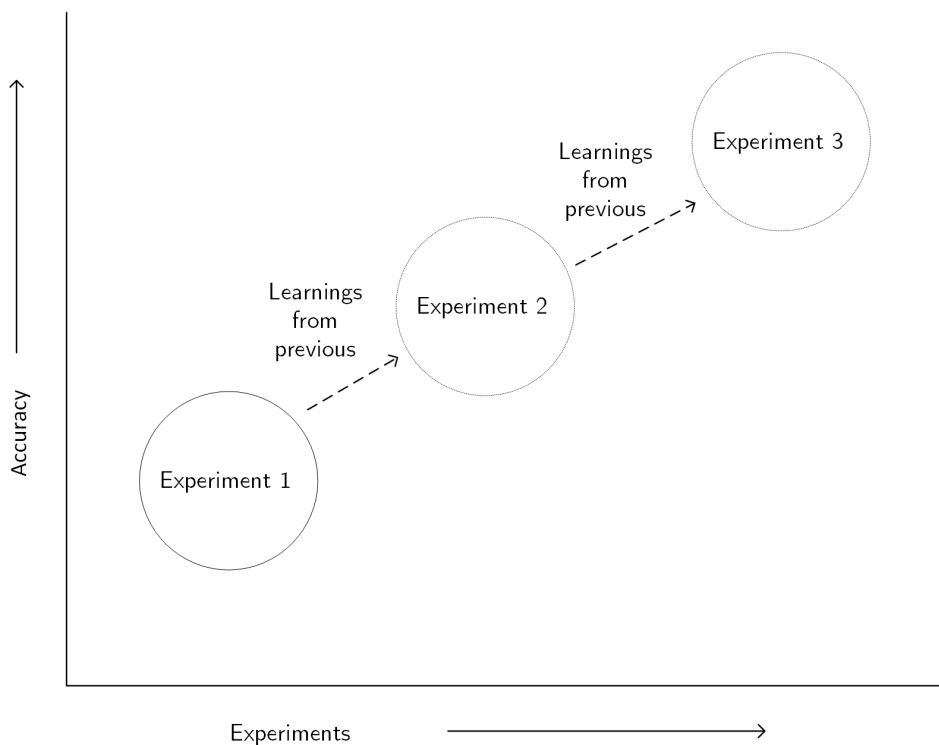 Experiment 3
Learnings
from
previous
Experiment 2
Learnings
from
previous
Experiment 1
Accuracy
Experiments